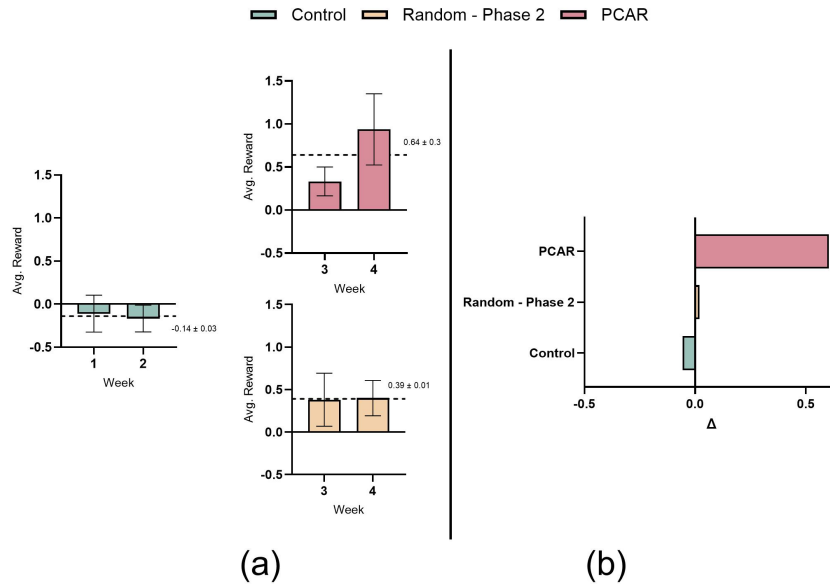 Control Random - Phase 2 PCAR
1.5
1.0
0.5
0.0
-0.5
Avg. Reward
-0.14 ± 0.03
1 2
Week
1.5
1.0
0.5
0.0
-0.5
Avg. Reward
0.64 ± 0.3
3 4
Week
1.5
1.0
0.5
0.0
-0.5
Avg. Reward
0.39 ± 0.01
3 4
Week
(a)
PCAR
Random - Phase 2
Control
-0.5 0.0 0.5
Δ
(b)